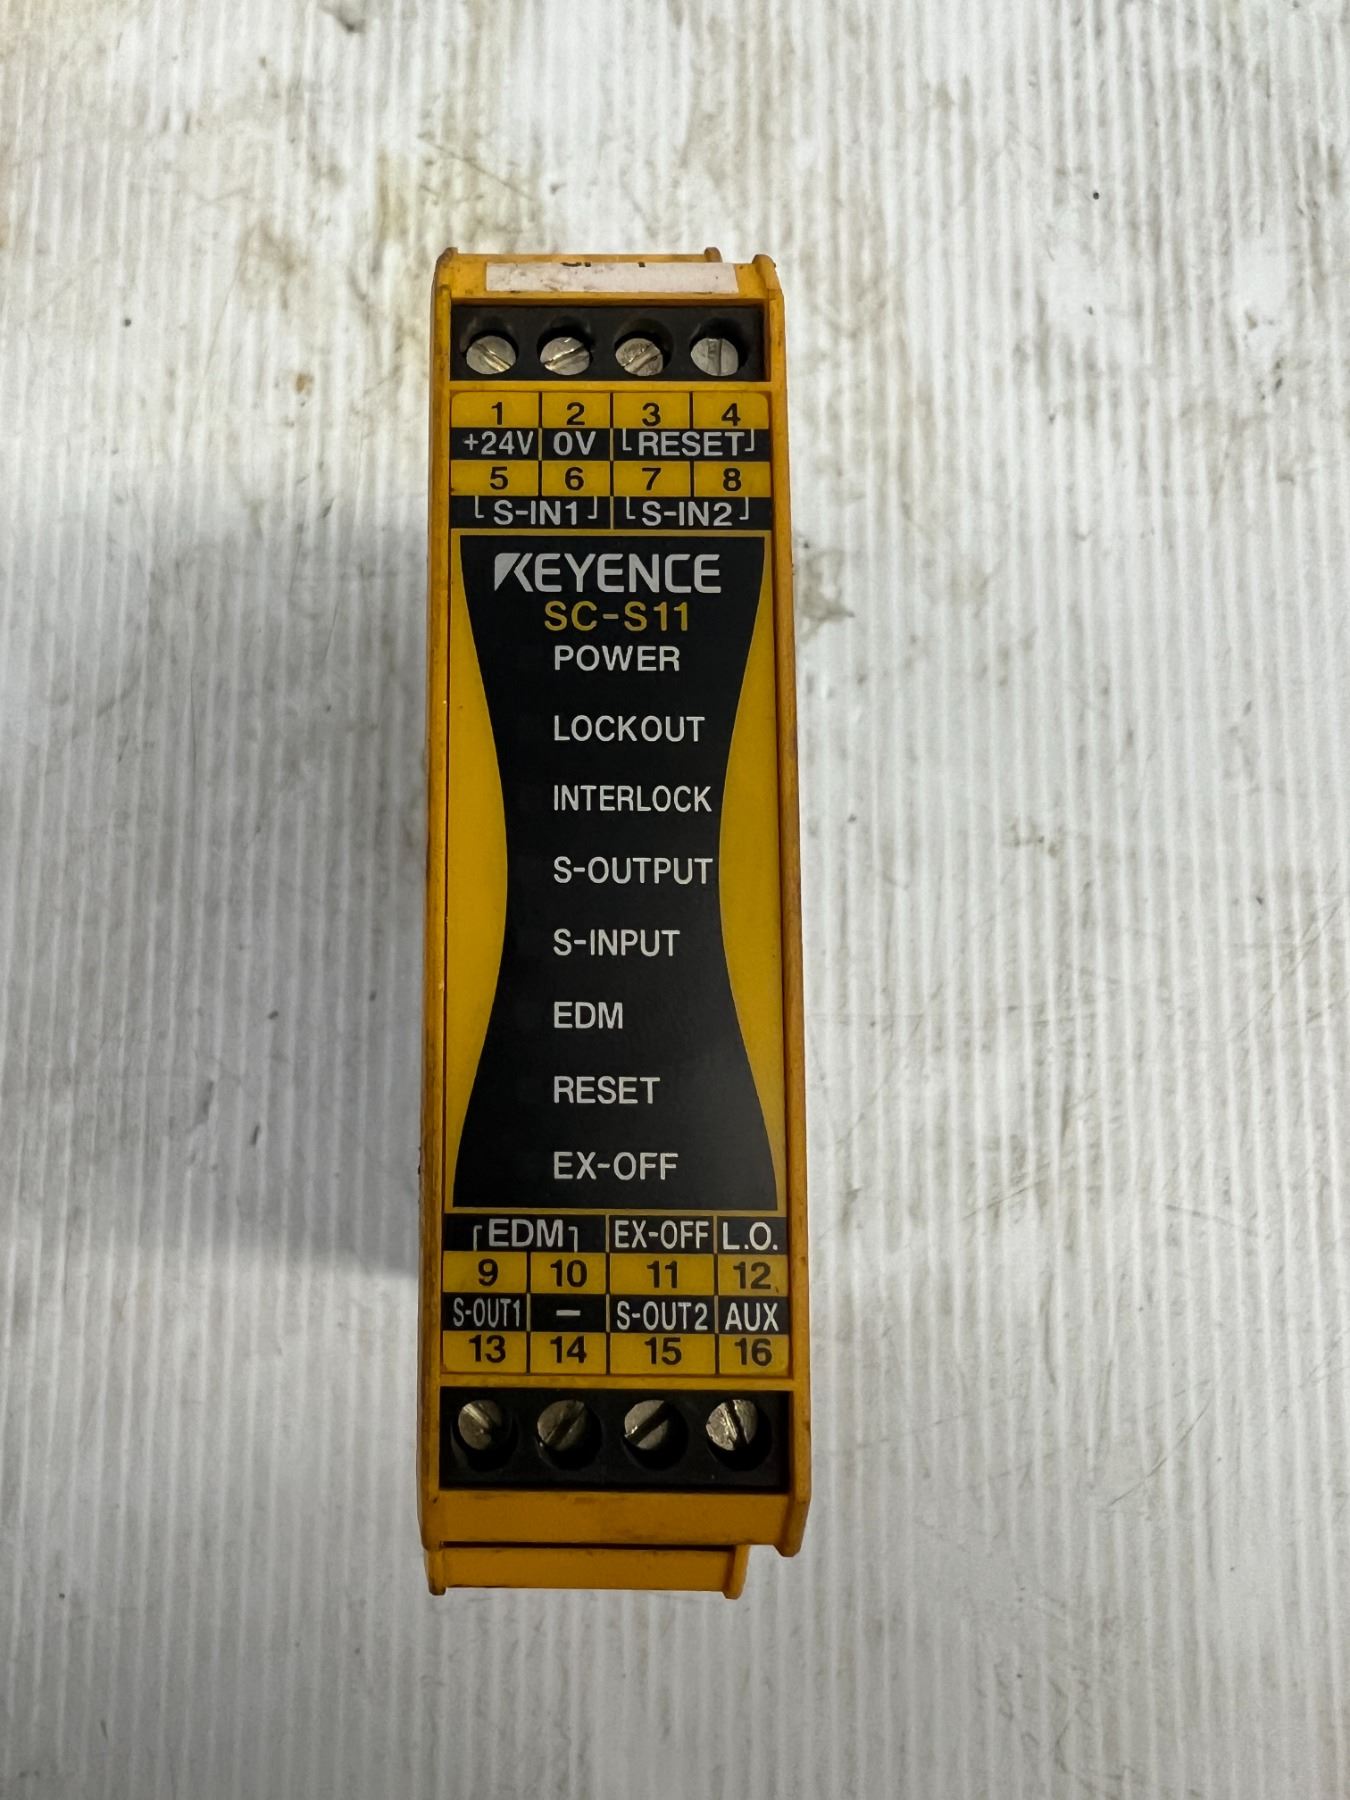 1 2 3 4
+24V 0V RESET
5 6 7 8
S-IN1 S-IN2
KEYENCE
SC-S11
POWER
LOCKOUT
INTERLOCK
S-OUTPUT
S-INPUT
EDM
RESET
EX-OFF
EDM EX-OFF L.O.
9 10 11 12
S-OUT1 — S-OUT2 AUX
13 14 15 16